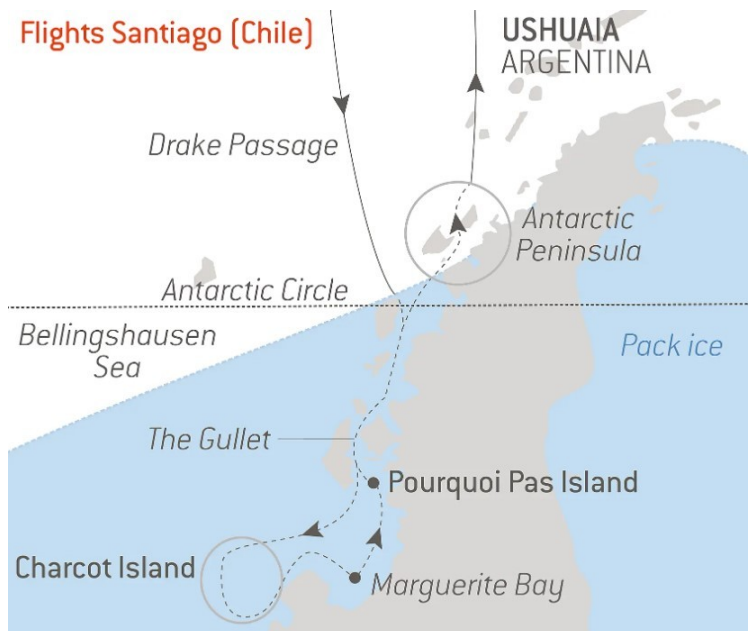 Flights Santiago (Chile)
USHUAIA
ARGENTINA
Drake Passage
Antarctic
Peninsula
Antarctic Circle
Bellingshausen
Sea
Pack ice
The Gullet
Pourquoi Pas Island
Charcot Island
Marguerite Bay